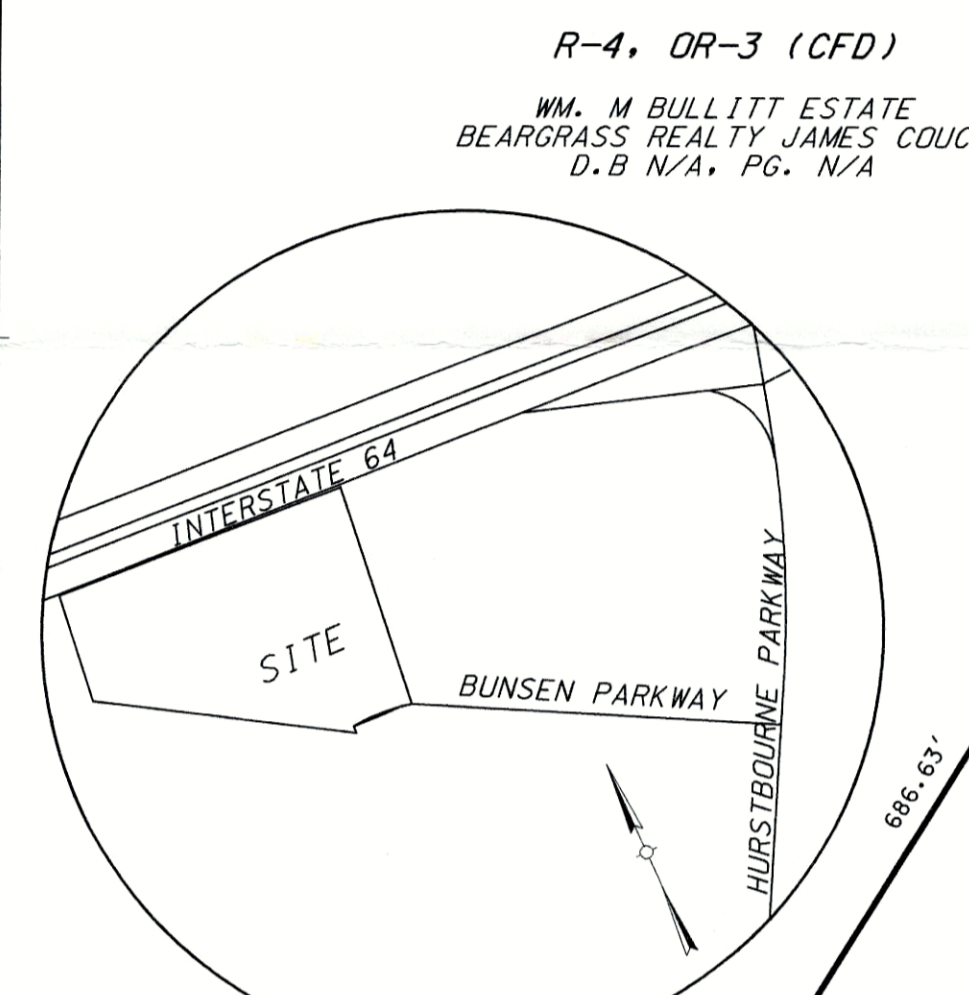 R-4, OR-3 (CFD)
WM. M BULLITT ESTATE
BEARGRASS REALTY JAMES COUC
D.B N/A, PG. N/A
INTERSTATE 64
SITE
BUNSEN PARKWAY
HURSTBOURNE PARKWAY
686.63'